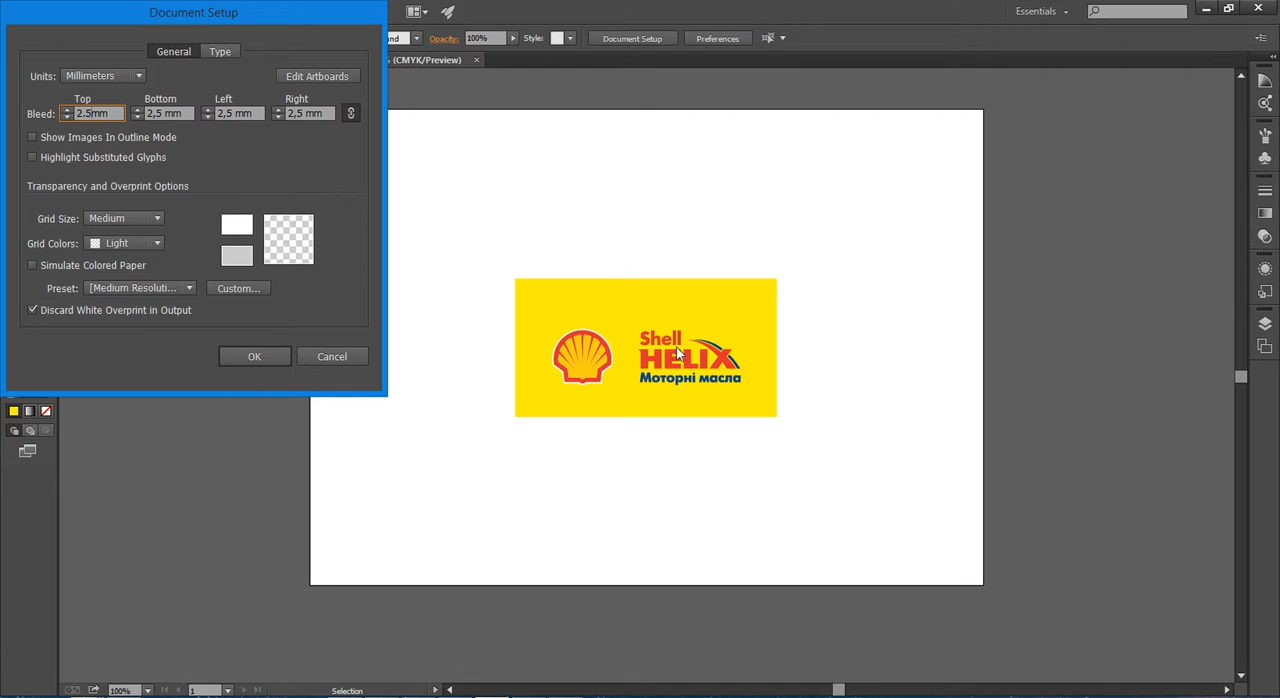 Document Setup
Essentials
General
Type
and
Opacity:
100%
Style:
Document Setup
Preferences
(CMYK/Preview)
Units:
Millimeters
Edit Artboards
Top
Bottom
Left
Right
Bleed:
2.5mm
2,5 mm
2,5 mm
2,5 mm
Show Images In Outline Mode
Highlight Substituted Glyphs
Transparency and Overprint Options
Grid Size:
Medium
Grid Colors:
Light
Simulate Colored Paper
Preset:
[Medium Resoluti...
Custom...
Discard White Overprint in Output
OK
Cancel
Shell
HELIX
Моторні масла
100%
1
Selection